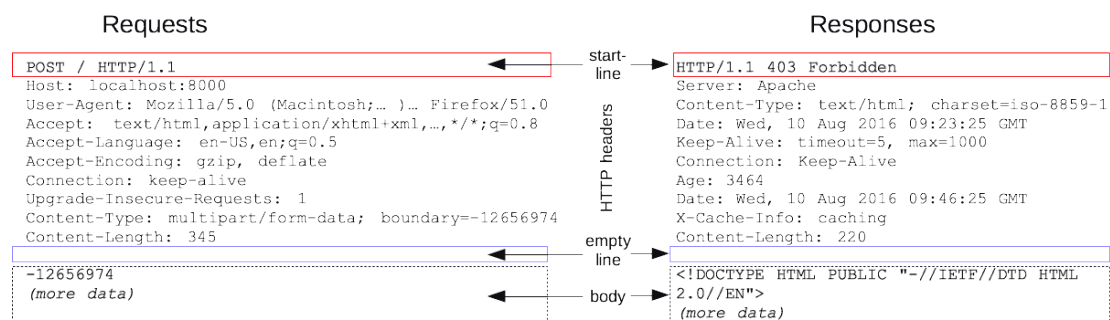 Requests
POST / HTTP/1.1
Host: localhost:8000
User-Agent: Mozilla/5.0 (Macintosh;… )… Firefox/51.0
Accept: text/html,application/xhtml+xml,…,*/*;q=0.8
Accept-Language: en-US,en;q=0.5
Accept-Encoding: gzip, deflate
Connection: keep-alive
Upgrade-Insecure-Requests: 1
Content-Type: multipart/form-data; boundary=-12656974
Content-Length: 345
-12656974
(more data)
start-
line
HTTP headers
empty
line
body
Responses
HTTP/1.1 403 Forbidden
Server: Apache
Content-Type: text/html; charset=iso-8859-1
Date: Wed, 10 Aug 2016 09:23:25 GMT
Keep-Alive: timeout=5, max=1000
Connection: Keep-Alive
Age: 3464
Date: Wed, 10 Aug 2016 09:46:25 GMT
X-Cache-Info: caching
Content-Length: 220
<!DOCTYPE HTML PUBLIC "-//IETF//DTD HTML
2.0//EN">
(more data)